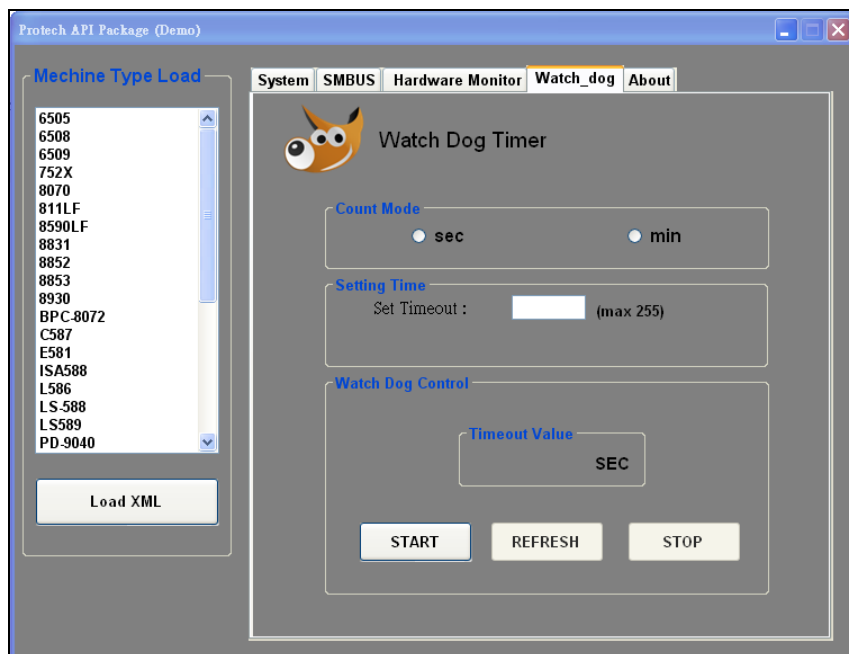 Protech API Package (Demo)
Mechine Type Load
6505
6508
6509
752X
8070
811LF
8590LF
8831
8852
8853
8930
BPC-8072
C587
E581
ISA588
L586
LS-588
LS589
PD-9040
Load XML
System SMBUS Hardware Monitor Watch_dog About
Watch Dog Timer
Count Mode
sec min
Setting Time
Set Timeout : (max 255)
Watch Dog Control
Timeout Value
SEC
START REFRESH STOP